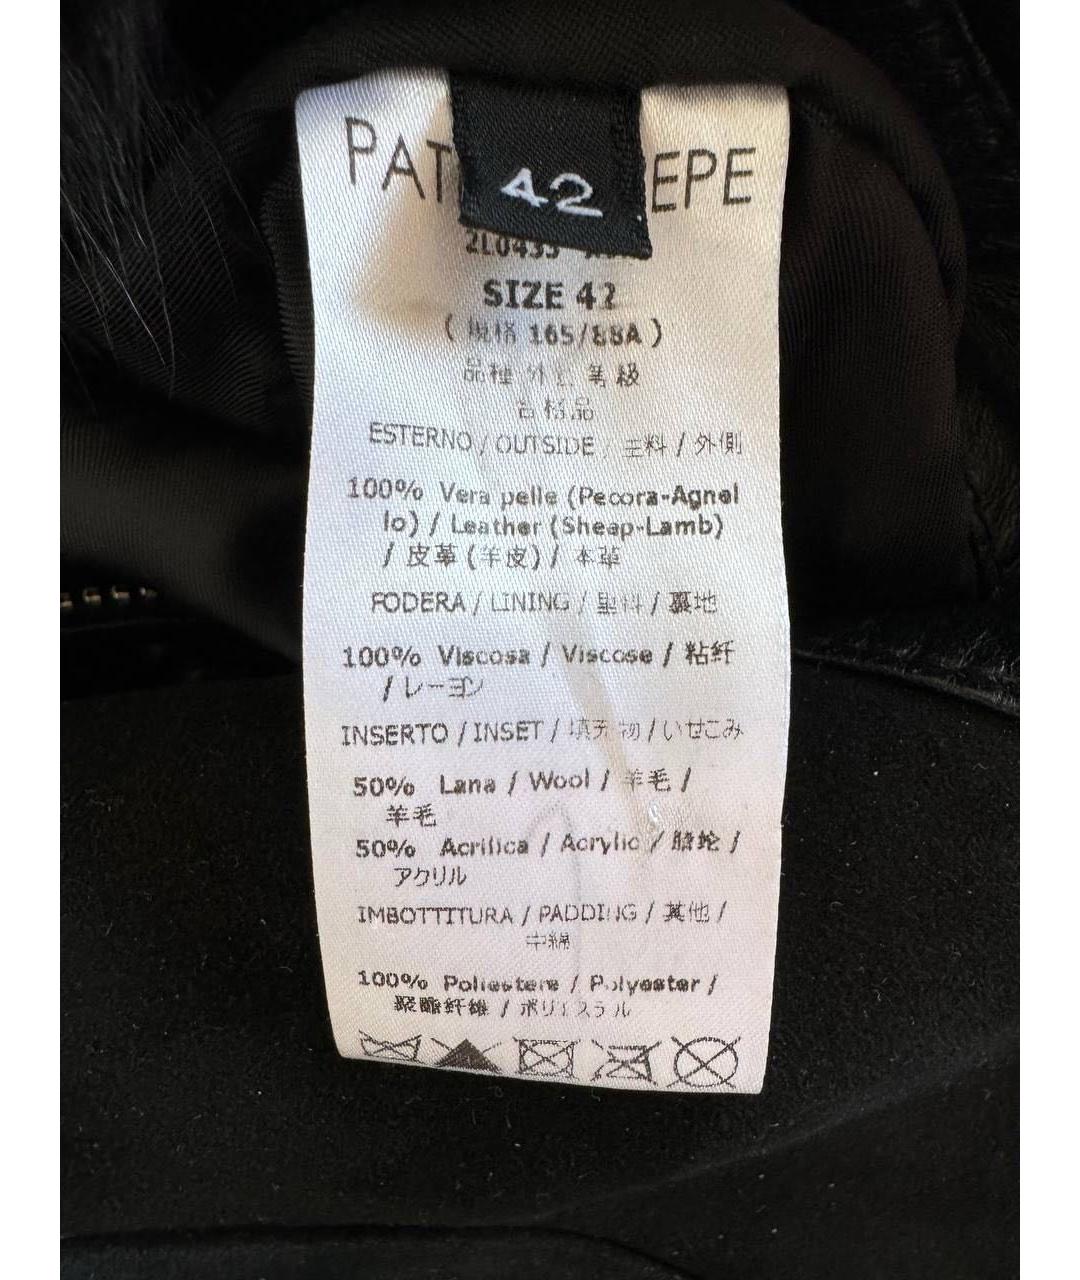 PAT EPE
42
SIZE 42
( 規格 165/88A )
品種 外 等級
合格品
ESTERNO / OUTSIDE / 主料 / 外側
100% Vera pelle (Pecora-Agnel
lo) / Leather (Sheap-Lamb)
/ 皮革 (羊皮) / 本革
FODERA / LINING / 里料 / 裏地
100% Viscosa / Viscose / 粘纤
/ レーヨン
INSERTO / INSET / 填充物 / いせこみ
50% Lana / Wool / 羊毛 /
羊毛
50% Acrilica / Acrylic / 腈纶 /
アクリル
IMBOTTITURA / PADDING / 其他 /
中綿
100% Poliestere / Polyester /
聚酯纤维 / ポリエステル